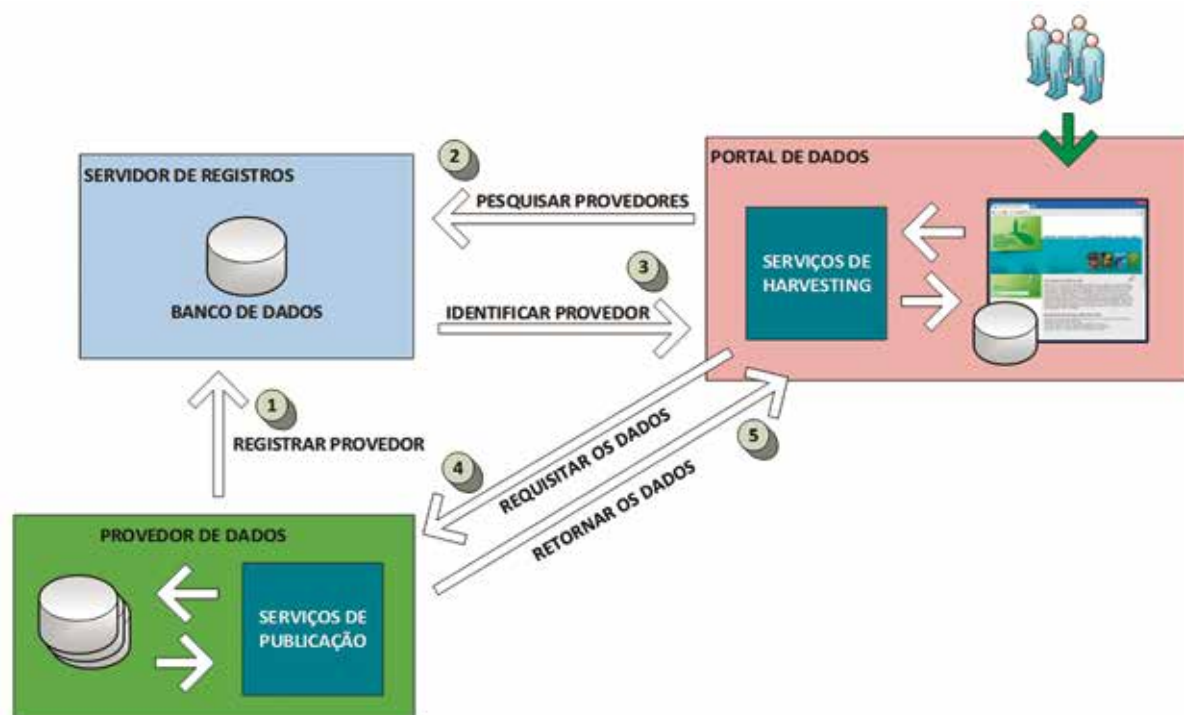 SERVIDOR DE REGISTROS
BANCO DE DADOS
2
PESQUISAR PROVEDORES
3
IDENTIFICAR PROVEDOR
PORTAL DE DADOS
SERVIÇOS DE
HARVESTING
1
REGISTRAR PROVEDOR
4
REQUISITAR OS DADOS
5
RETORNAR OS DADOS
PROVEDOR DE DADOS
SERVIÇOS DE
PUBLICAÇÃO